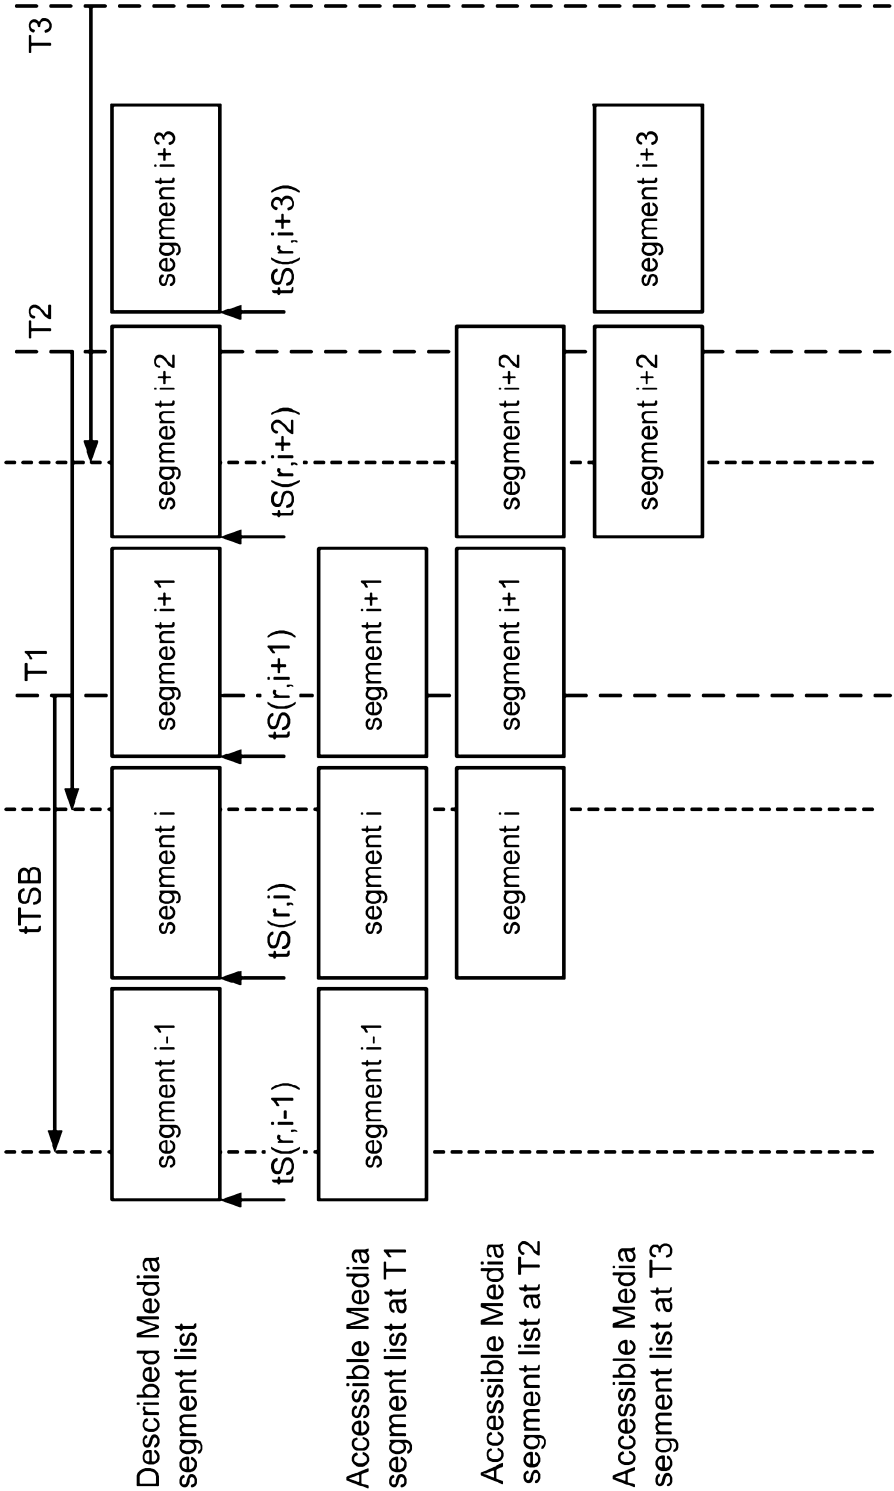 tTSB
T1
T2
T3
Described Media
segment list
segment i-1
segment i
segment i+1
segment i+2
segment i+3
tS(r,i-1)
tS(r,i)
tS(r,i+1)
tS(r,i+2)
tS(r,i+3)
Accessible Media
segment list at T1
segment i-1
segment i
segment i+1
Accessible Media
segment list at T2
segment i
segment i+1
segment i+2
Accessible Media
segment list at T3
segment i+2
segment i+3